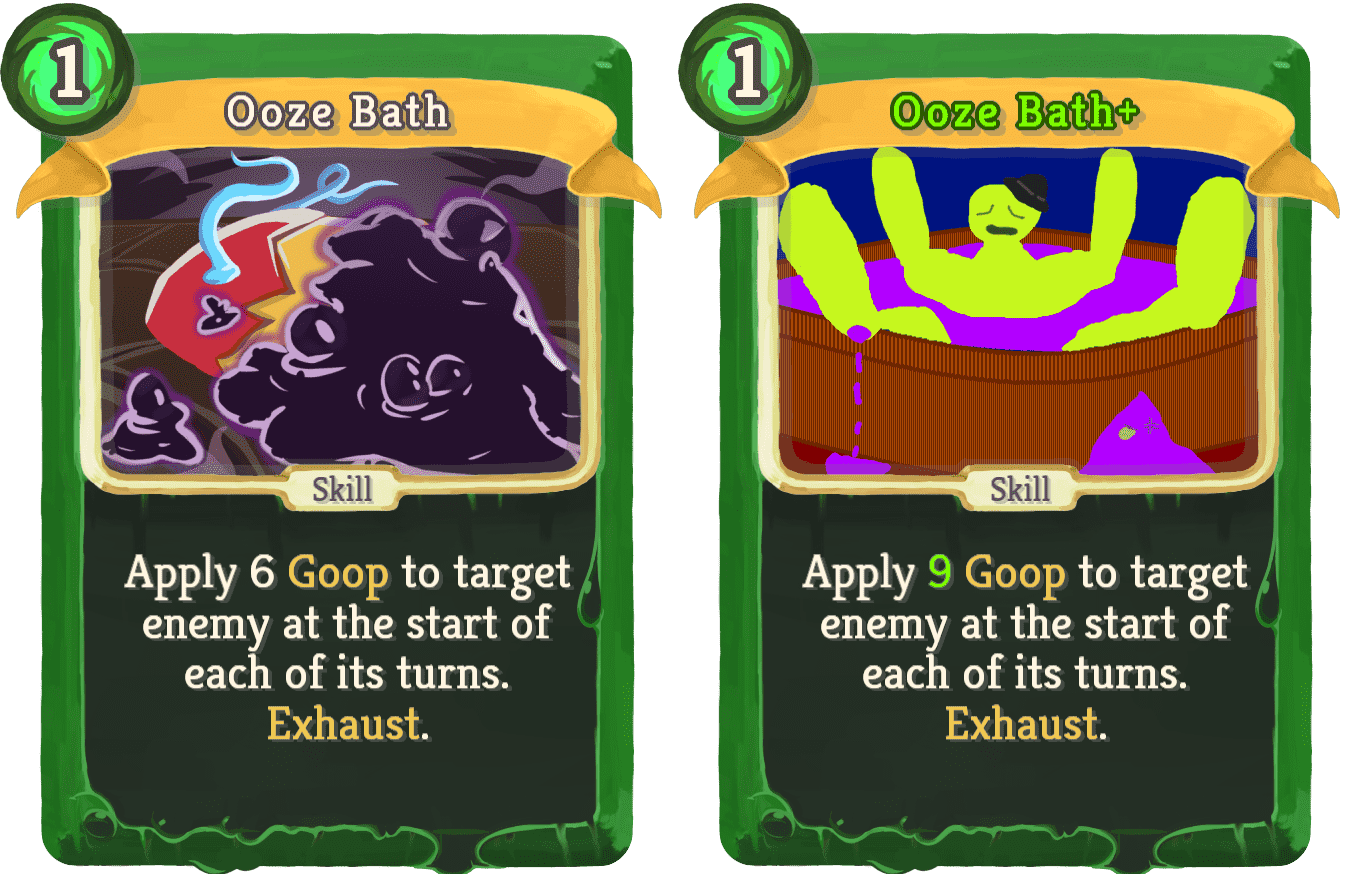 1
Ooze Bath
Skill
Apply 6 Goop to target
enemy at the start of
each of its turns.
Exhaust.
1
Ooze Bath+
Skill
Apply 9 Goop to target
enemy at the start of
each of its turns.
Exhaust.